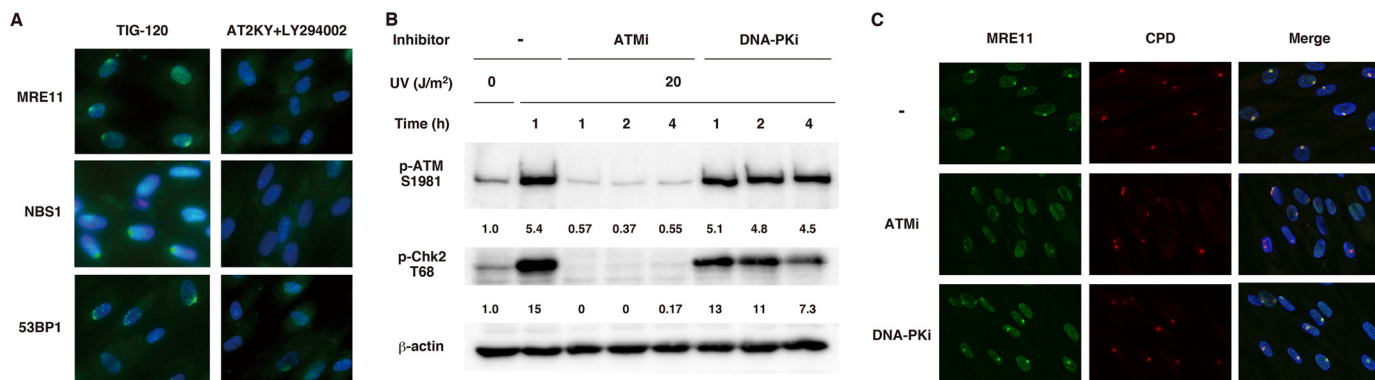 A
TIG-120 AT2KY+LY294002
MRE11
NBS1
53BP1
B
Inhibitor - ATMi DNA-PKi
UV (J/m²) 0 20
Time (h) 1 1 2 4 1 2 4
p-ATM
S1981
1.0 5.4 0.57 0.37 0.55 5.1 4.8 4.5
p-Chk2
T68
1.0 15 0 0 0.17 13 11 7.3
β-actin
C
MRE11 CPD Merge
-
ATMi
DNA-PKi